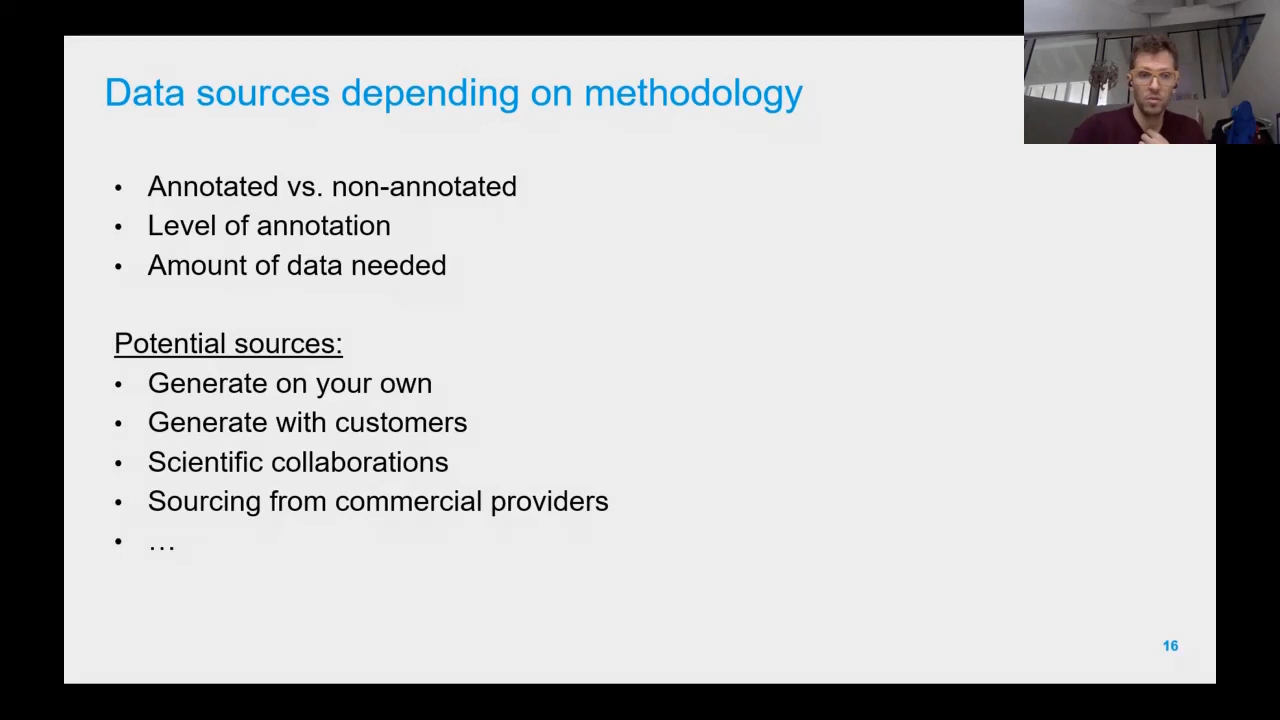 Data sources depending on methodology
• Annotated vs. non-annotated
• Level of annotation
• Amount of data needed
Potential sources:
• Generate on your own
• Generate with customers
• Scientific collaborations
• Sourcing from commercial providers
• …
16